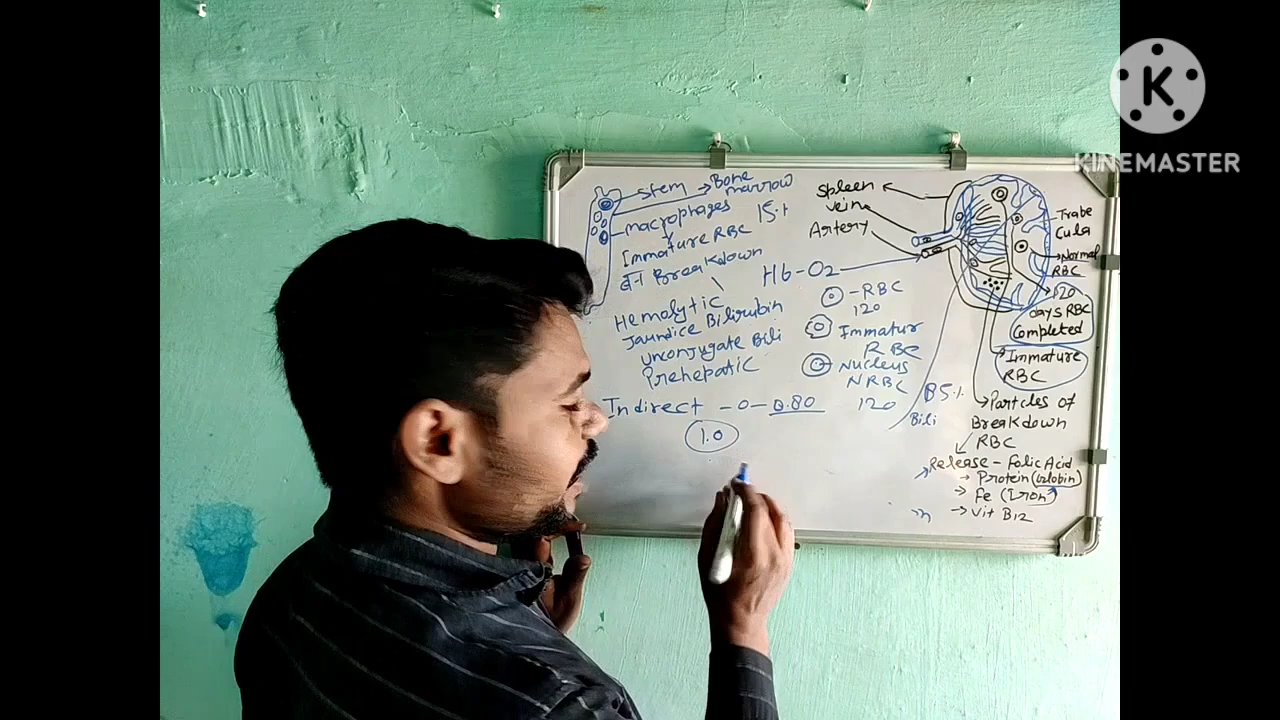 KINEMASTER
stem → Bone marrow
macrophages 15%
Immature RBC
Breakdown
Hemolytic
Jaundice Bilirubin
unconjugate Bili
Prehepatic
Indirect - 0 - 0.80
1.0
Spleen
vein
Artery
Hb-O2
-RBC
120
Immatur
RBC
Nucleus
NRBC
120
85%
Bili
Trabe
Cula
Normal
RBC
120
days RBC
Completed
Immature
RBC
Partcles of
Breakdown
RBC
Release - Folic Acid
→ Protein (Globin)
→ Fe (Iron)
→ Vit B12